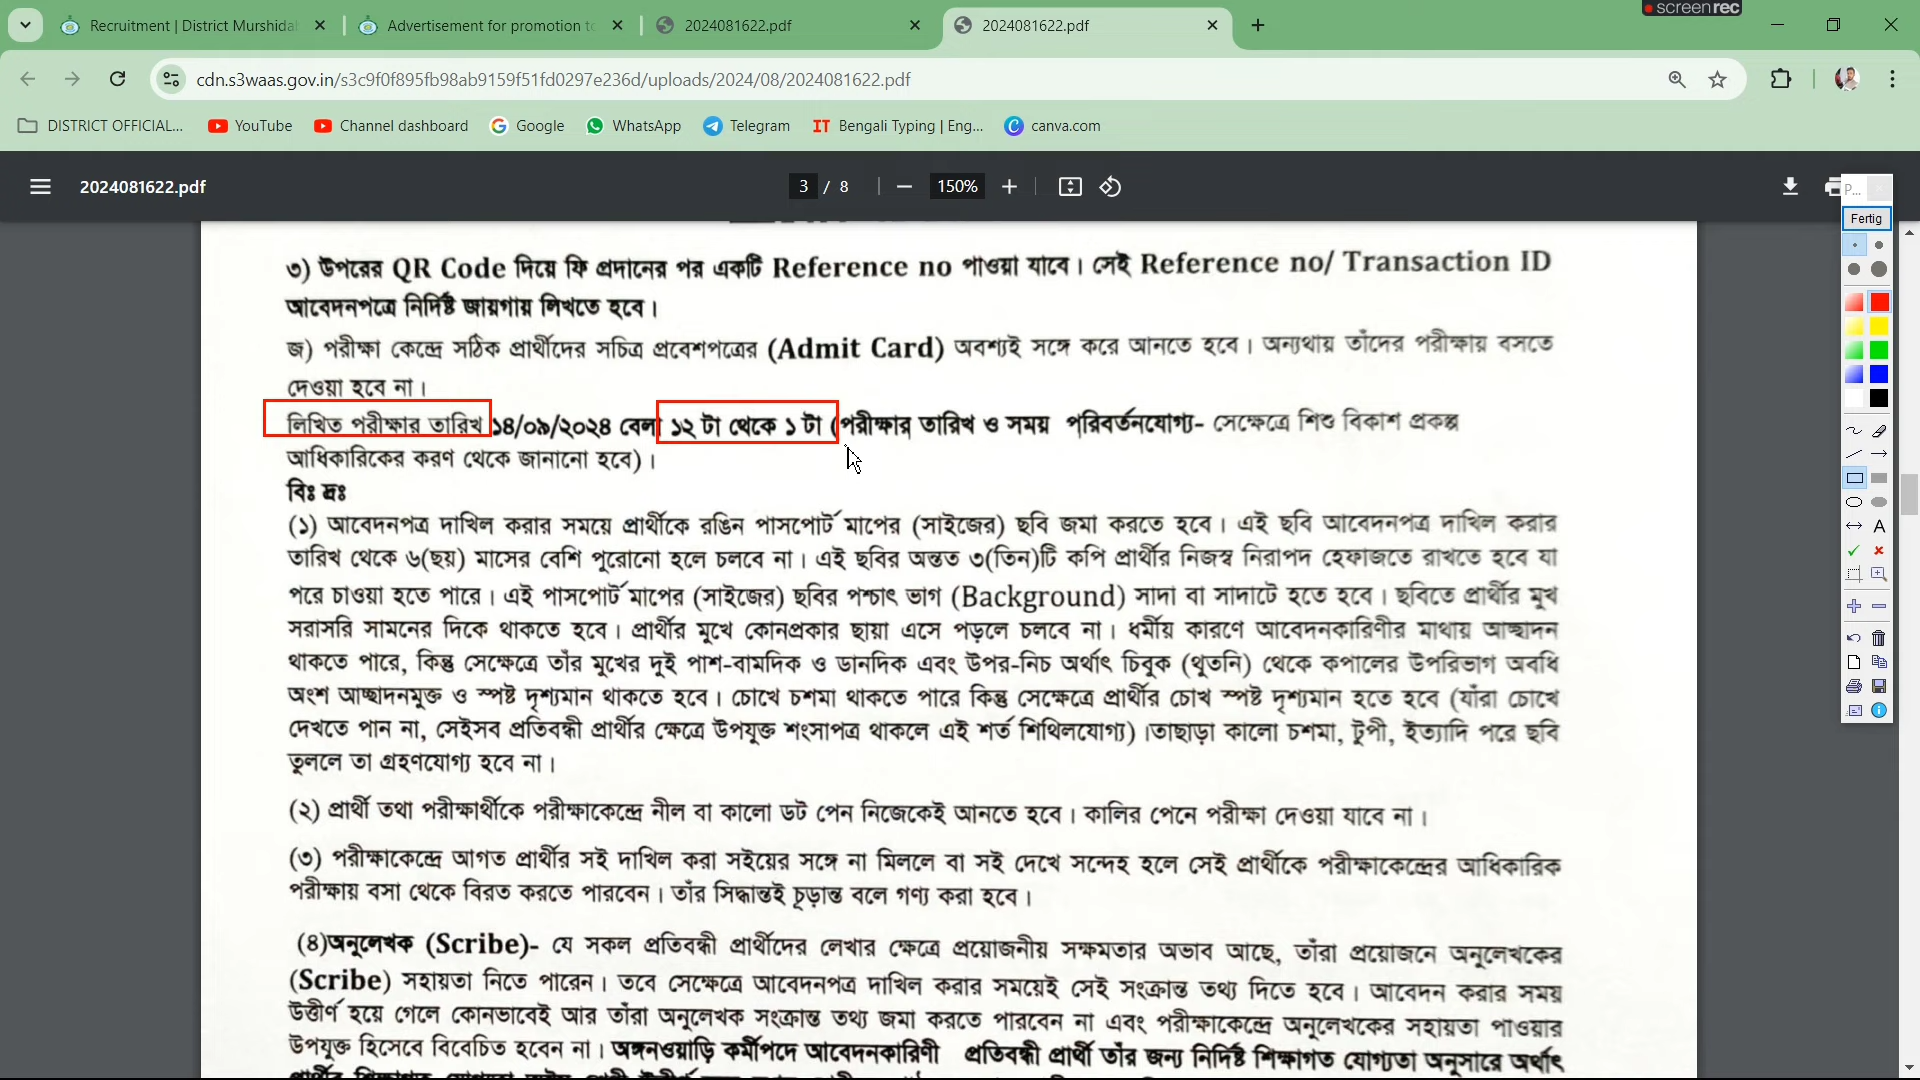 screenrec
Recruitment | District Murshida
Advertisement for promotion to
2024081622.pdf
2024081622.pdf
cdn.s3waas.gov.in/s3c9f0f895fb98ab9159f51fd0297e236d/uploads/2024/08/2024081622.pdf
DISTRICT OFFICIAL...
YouTube
Channel dashboard
Google
WhatsApp
Telegram
IT Bengali Typing | Eng...
canva.com
2024081622.pdf
3 / 8
150%
P...
Fertig
৩) উপরের QR Code দিয়ে ফি প্রদানের পর একটি Reference no পাওয়া যাবে। সেই Reference no/ Transaction ID
আবেদনপত্রে নির্দিষ্ট জায়গায় লিখতে হবে।
জ) পরীক্ষা কেন্দ্রে সঠিক প্রার্থীদের সচিত্র প্রবেশপত্রের (Admit Card) অবশ্যই সঙ্গে করে আনতে হবে। অন্যথায় তাঁদের পরীক্ষায় বসতে
দেওয়া হবে না।
লিখিত পরীক্ষার তারিখ ১৪/০৯/২০২৪ বেলা ১২ টা থেকে ১ টা (পরীক্ষার তারিখ ও সময় পরিবর্তনযোগ্য- সেক্ষেত্রে শিশু বিকাশ প্রকল্প
আধিকারিকের করণ থেকে জানানো হবে)।
বিঃ দ্রঃ
(১) আবেদনপত্র দাখিল করার সময়ে প্রার্থীকে রঙিন পাসপোর্ট মাপের (সাইজের) ছবি জমা করতে হবে। এই ছবি আবেদনপত্র দাখিল করার
তারিখ থেকে ৬(ছয়) মাসের বেশি পুরোনো হলে চলবে না। এই ছবির অন্তত ৩(তিন)টি কপি প্রার্থীর নিজস্ব নিরাপদ হেফাজতে রাখতে হবে যা
পরে চাওয়া হতে পারে। এই পাসপোর্ট মাপের (সাইজের) ছবির পশ্চাৎ ভাগ (Background) সাদা বা সাদাটে হতে হবে। ছবিতে প্রার্থীর মুখ
সরাসরি সামনের দিকে থাকতে হবে। প্রার্থীর মুখে কোনপ্রকার ছায়া এসে পড়লে চলবে না। ধর্মীয় কারণে আবেদনকারিণীর মাথায় আচ্ছাদন
থাকতে পারে, কিন্তু সেক্ষেত্রে তাঁর মুখের দুই পাশ-বামদিক ও ডানদিক এবং উপর-নিচ অর্থাৎ চিবুক (থুতনি) থেকে কপালের উপরিভাগ অবধি
অংশ আচ্ছাদনমুক্ত ও স্পষ্ট দৃশ্যমান থাকতে হবে। চোখে চশমা থাকতে পারে কিন্তু সেক্ষেত্রে প্রার্থীর চোখ স্পষ্ট দৃশ্যমান হতে হবে (যাঁরা চোখে
দেখতে পান না, সেইসব প্রতিবন্ধী প্রার্থীর ক্ষেত্রে উপযুক্ত শংসাপত্র থাকলে এই শর্ত শিথিলযোগ্য)।তাছাড়া কালো চশমা, টুপী, ইত্যাদি পরে ছবি
তুললে তা গ্রহণযোগ্য হবে না।
(২) প্রার্থী তথা পরীক্ষার্থীকে পরীক্ষাকেন্দ্রে নীল বা কালো ডট পেন নিজেকেই আনতে হবে। কালির পেনে পরীক্ষা দেওয়া যাবে না।
(৩) পরীক্ষাকেন্দ্রে আগত প্রার্থীর সই দাখিল করা সইয়ের সঙ্গে না মিললে বা সই দেখে সন্দেহ হলে সেই প্রার্থীকে পরীক্ষাকেন্দ্রের আধিকারিক
পরীক্ষায় বসা থেকে বিরত করতে পারবেন। তাঁর সিদ্ধান্তই চূড়ান্ত বলে গণ্য করা হবে।
(৪)অনুলেখক (Scribe)- যে সকল প্রতিবন্ধী প্রার্থীদের লেখার ক্ষেত্রে প্রয়োজনীয় সক্ষমতার অভাব আছে, তাঁরা প্রয়োজনে অনুলেখকের
(Scribe) সহায়তা নিতে পারেন। তবে সেক্ষেত্রে আবেদনপত্র দাখিল করার সময়েই সেই সংক্রান্ত তথ্য দিতে হবে। আবেদন করার সময়
উত্তীর্ণ হয়ে গেলে কোনভাবেই আর তাঁরা অনুলেখক সংক্রান্ত তথ্য জমা করতে পারবেন না এবং পরীক্ষাকেন্দ্রে অনুলেখকের সহায়তা পাওয়ার
উপযুক্ত হিসেবে বিবেচিত হবেন না। অঙ্গনওয়াড়ি কর্মীপদে আবেদনকারিণী প্রতিবন্ধী প্রার্থী তাঁর জন্য নির্দিষ্ট শিক্ষাগত যোগ্যতা অনুসারে অর্থাৎ